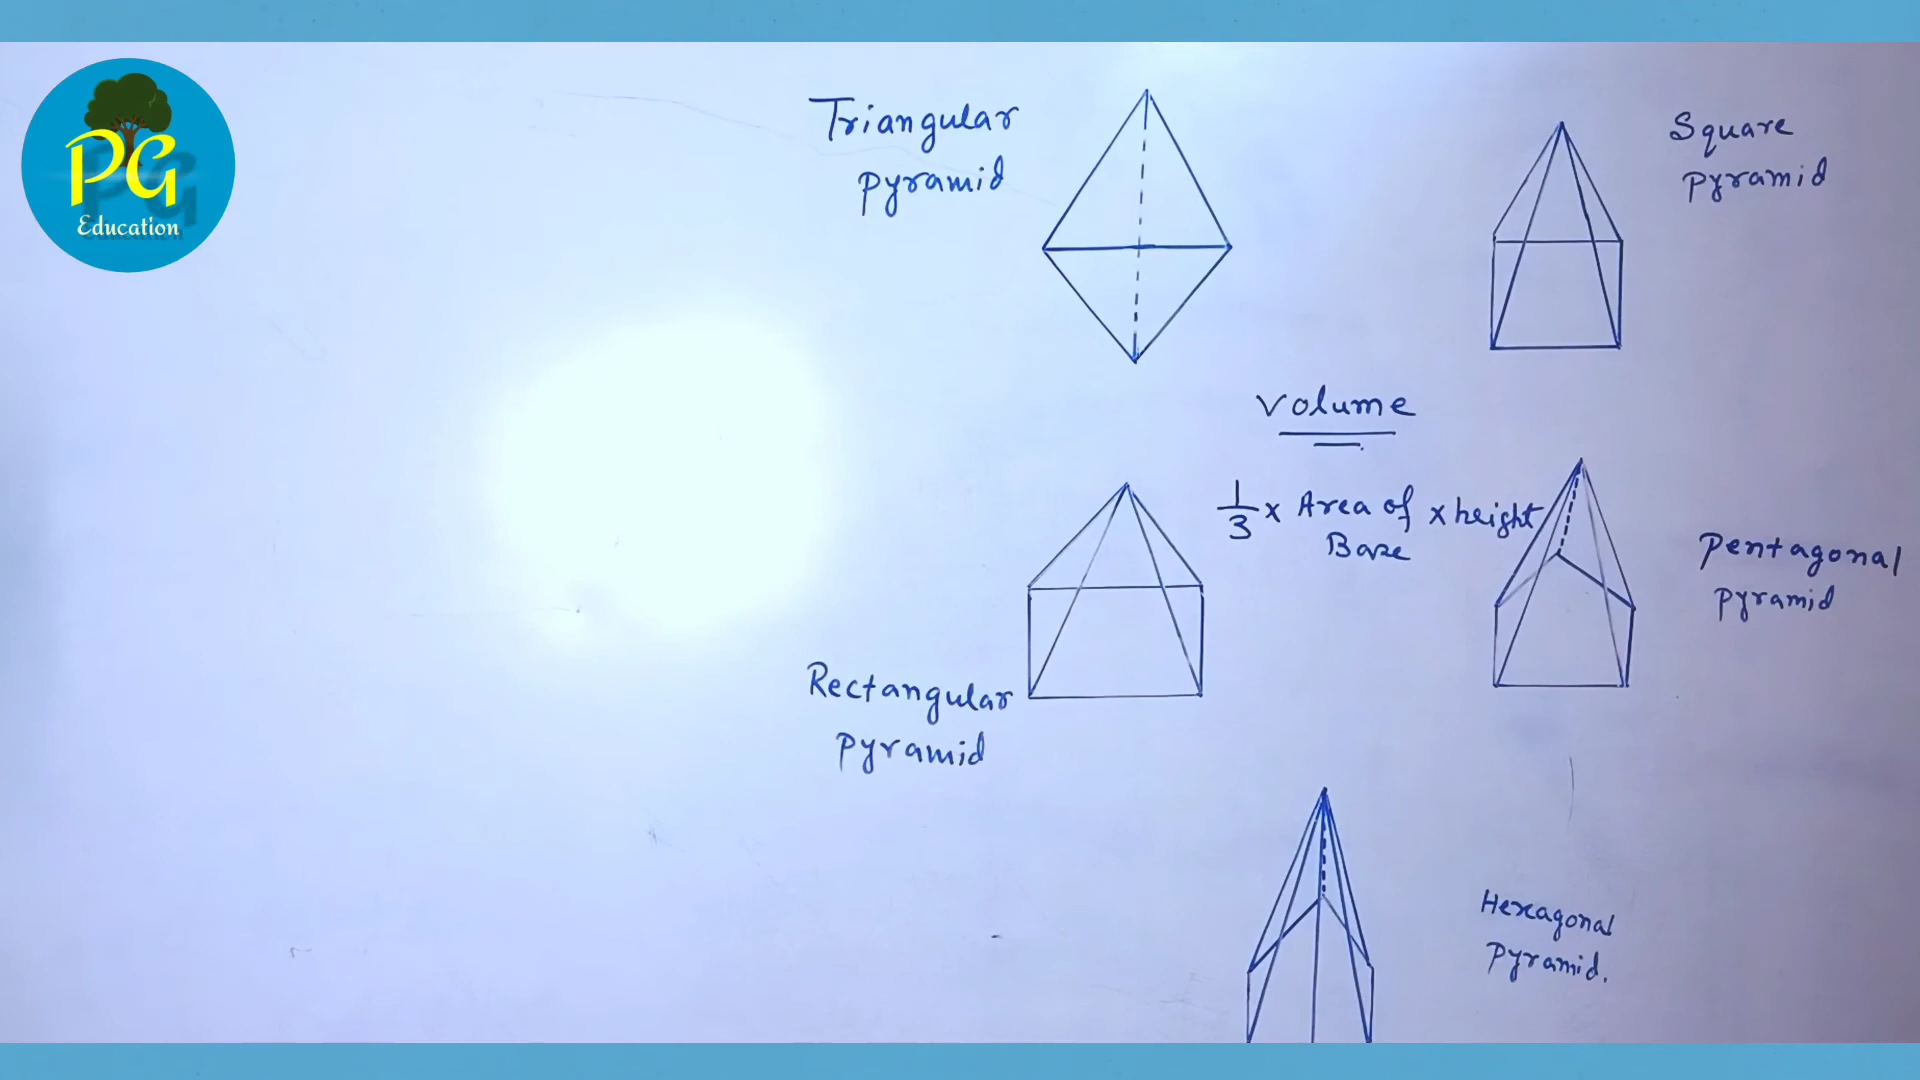 PG
Education
Triangular
pyramid
Square
pyramid
Volume
1/3 x Area of x height
Base
Pentagonal
pyramid
Rectangular
pyramid
Hexagonal
pyramid.